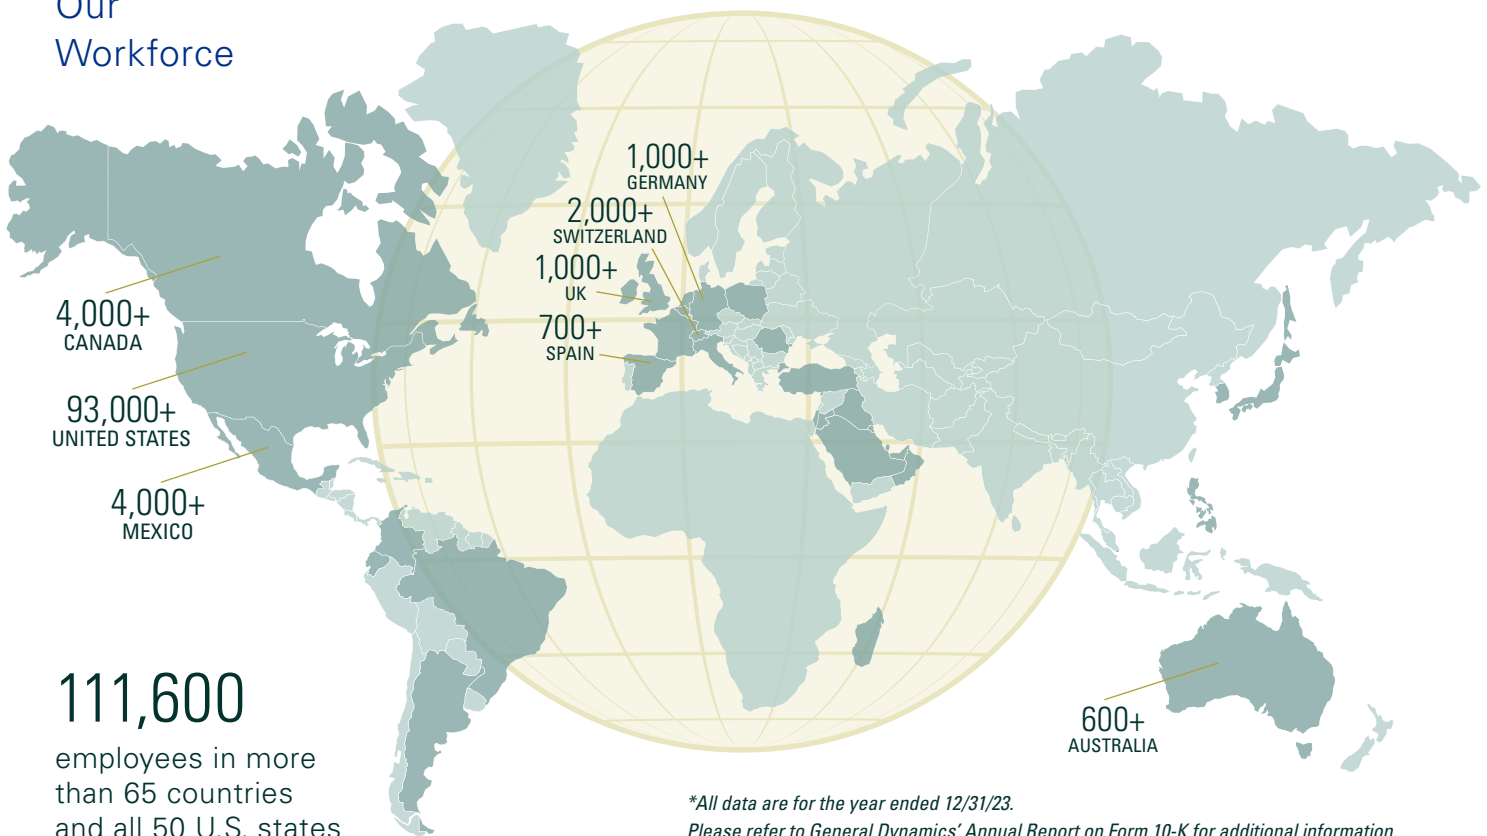 Our
Workforce
1,000+
GERMANY
2,000+
SWITZERLAND
1,000+
UK
700+
SPAIN
4,000+
CANADA
93,000+
UNITED STATES
4,000+
MEXICO
600+
AUSTRALIA
111,600
employees in more
than 65 countries
and all 50 U.S. states
*All data are for the year ended 12/31/23.
Please refer to General Dynamics’ Annual Report on Form 10-K for additional information.